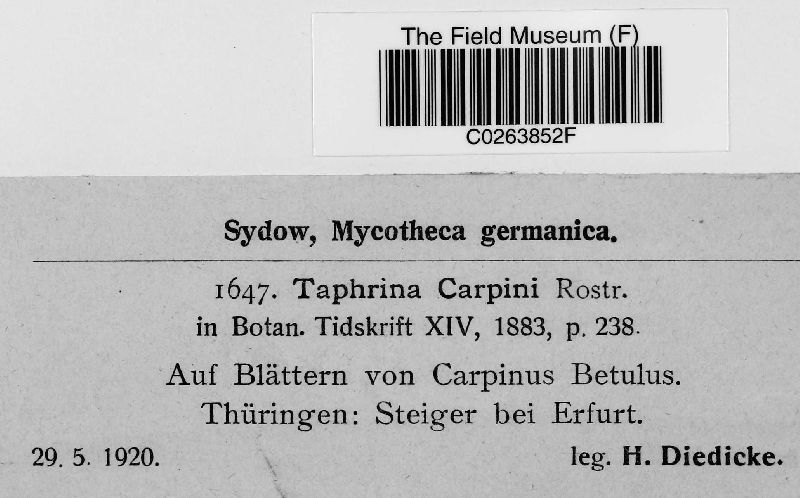 The Field Museum (F)
C0263852F
Sydow, Mycotheca germanica.
1647. Taphrina Carpini Rostr.
in Botan. Tidskrift XIV, 1883, p. 238.
Auf Blättern von Carpinus Betulus.
Thüringen: Steiger bei Erfurt.
29. 5. 1920. leg. H. Diedicke.